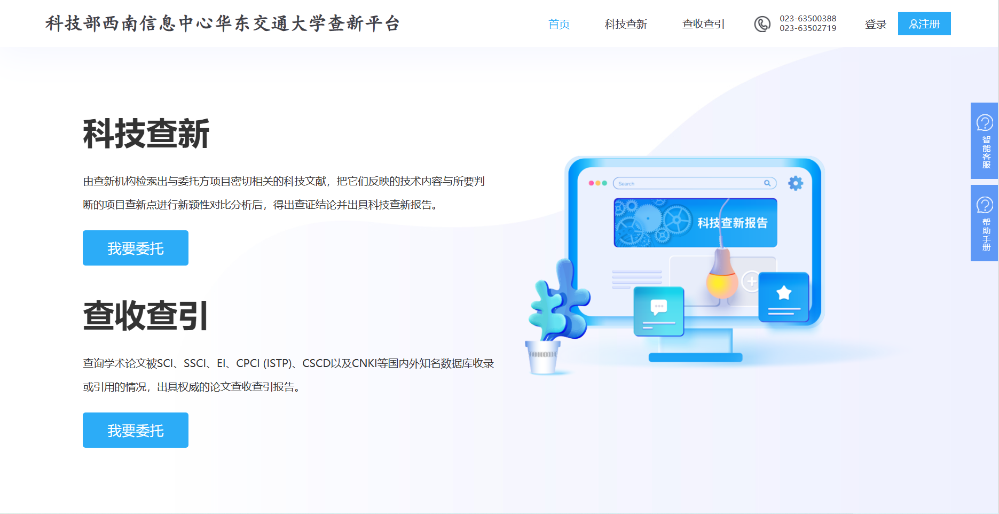 科技部西南信息中心华东交通大学查新平台
首页
科技查新
查收查引
023-63500388
023-63502719
登录
注册
科技查新
由查新机构检索出与委托方项目密切相关的科技文献，把它们反映的技术内容与所要判
断的项目查新点进行新颖性对比分析后，得出查证结论并出具科技查新报告。
我要委托
查收查引
查询学术论文被SCI、SSCI、EI、CPCI (ISTP)、CSCD以及CNKI等国内外知名数据库收录
或引用的情况，出具权威的论文查收查引报告。
我要委托
Search
科技查新报告
智能客服
帮助手册